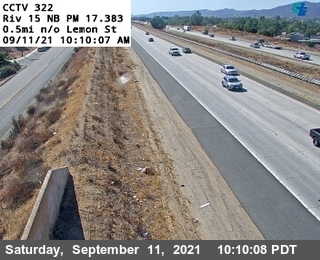 CCTV 322
Riv 15 NB PM 17.383
0.5mi n/o Lemon St
09/11/21 10:10:07 AM
Saturday, September 11, 2021 10:10:08 PDT